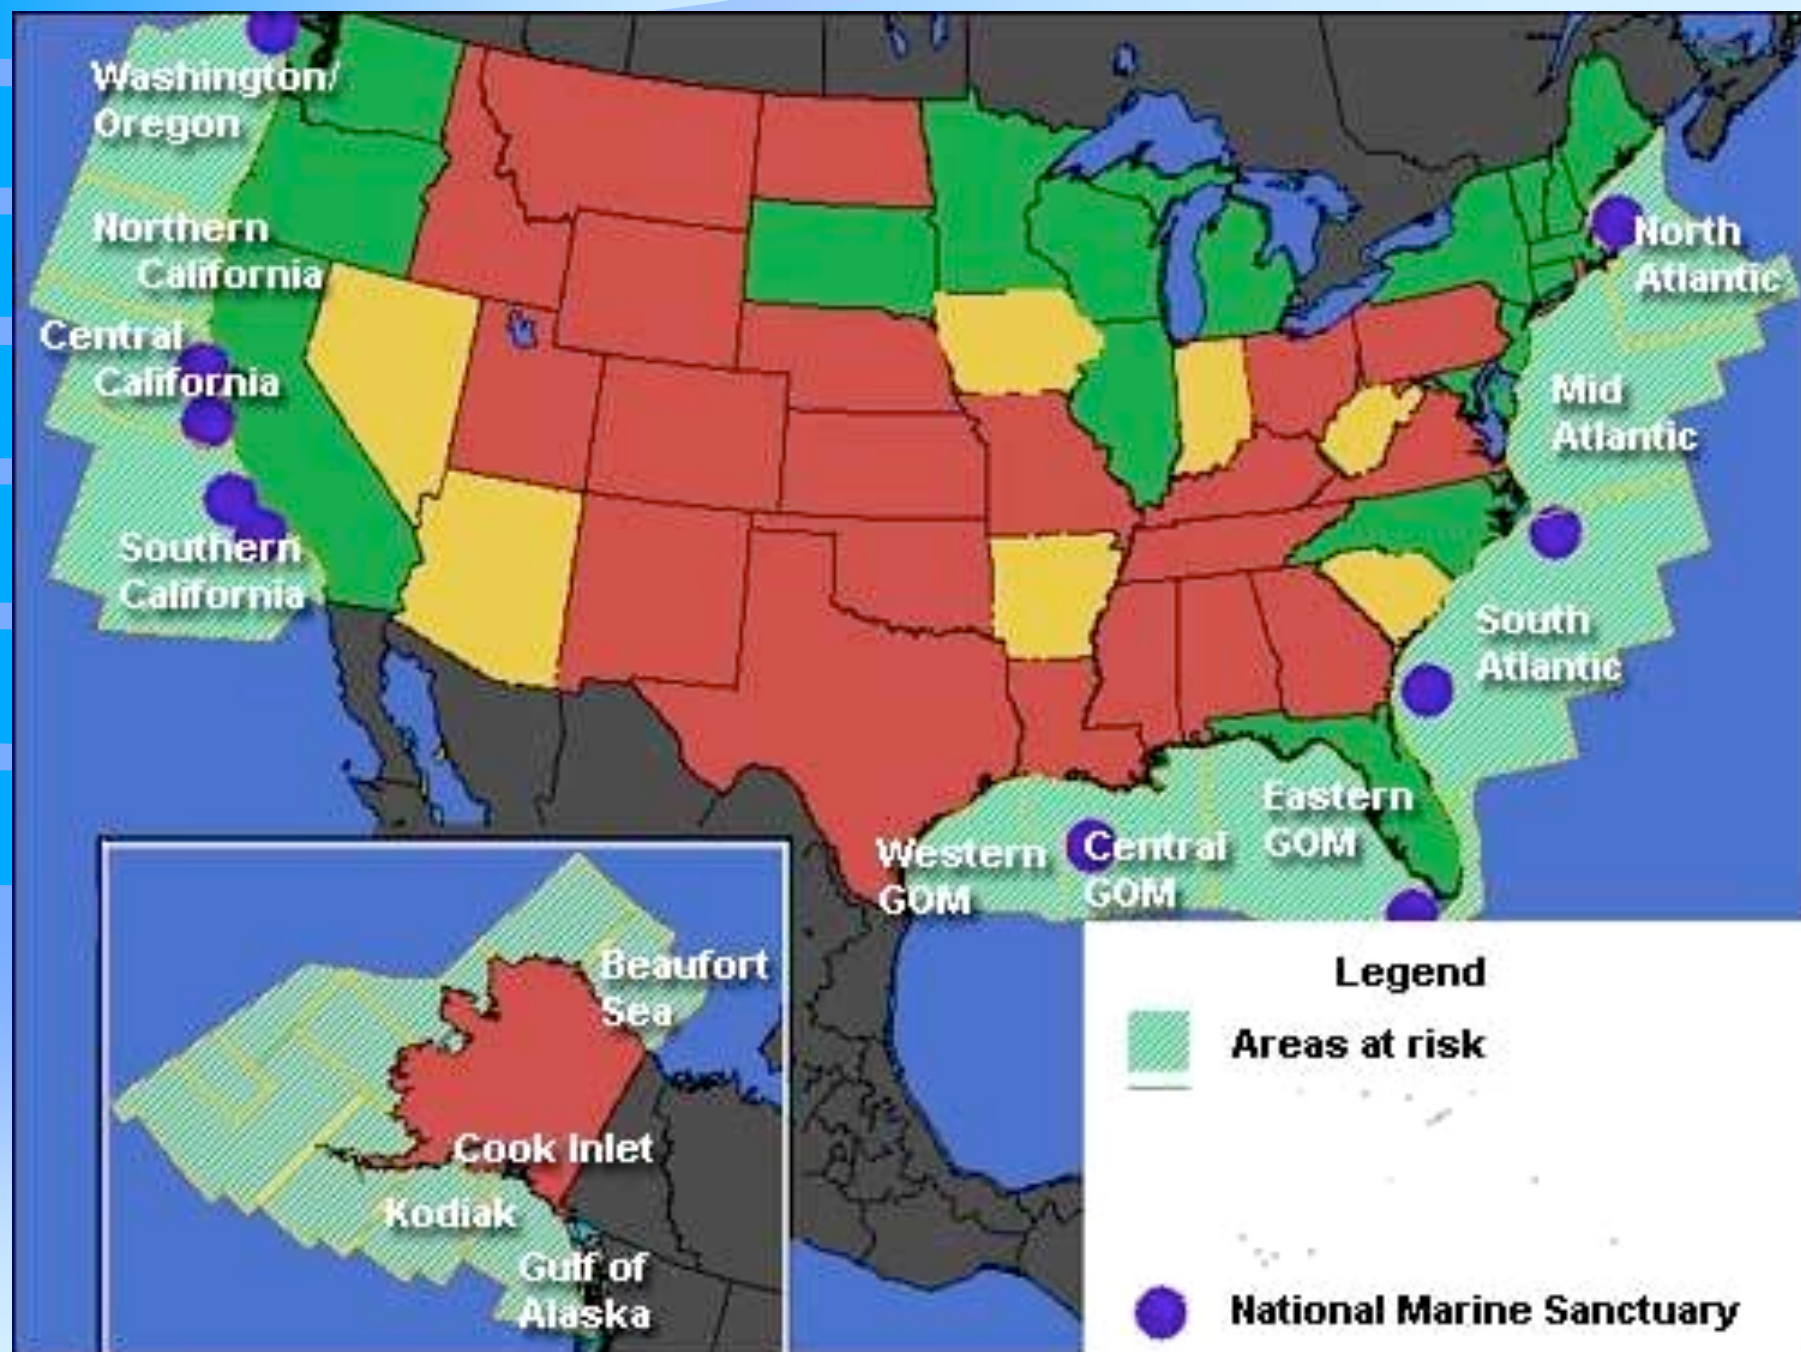 Washington/
Oregon
Northern
California
Central
California
Southern
California
North
Atlantic
Mid
Atlantic
South
Atlantic
Eastern
GOM
Central
GOM
Western
GOM
Beaufort
Sea
Cook Inlet
Kodiak
Gulf of
Alaska
Legend
Areas at risk
National Marine Sanctuary